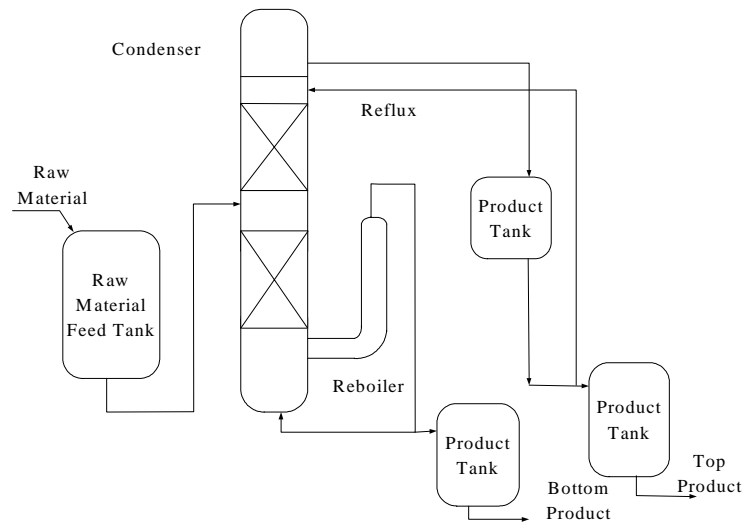 Condenser
Reflux
Raw
Material
Product
Tank
Raw
Material
Feed Tank
Reboiler
Product
Tank
Product
Tank
Top
Product
Bottom
Product